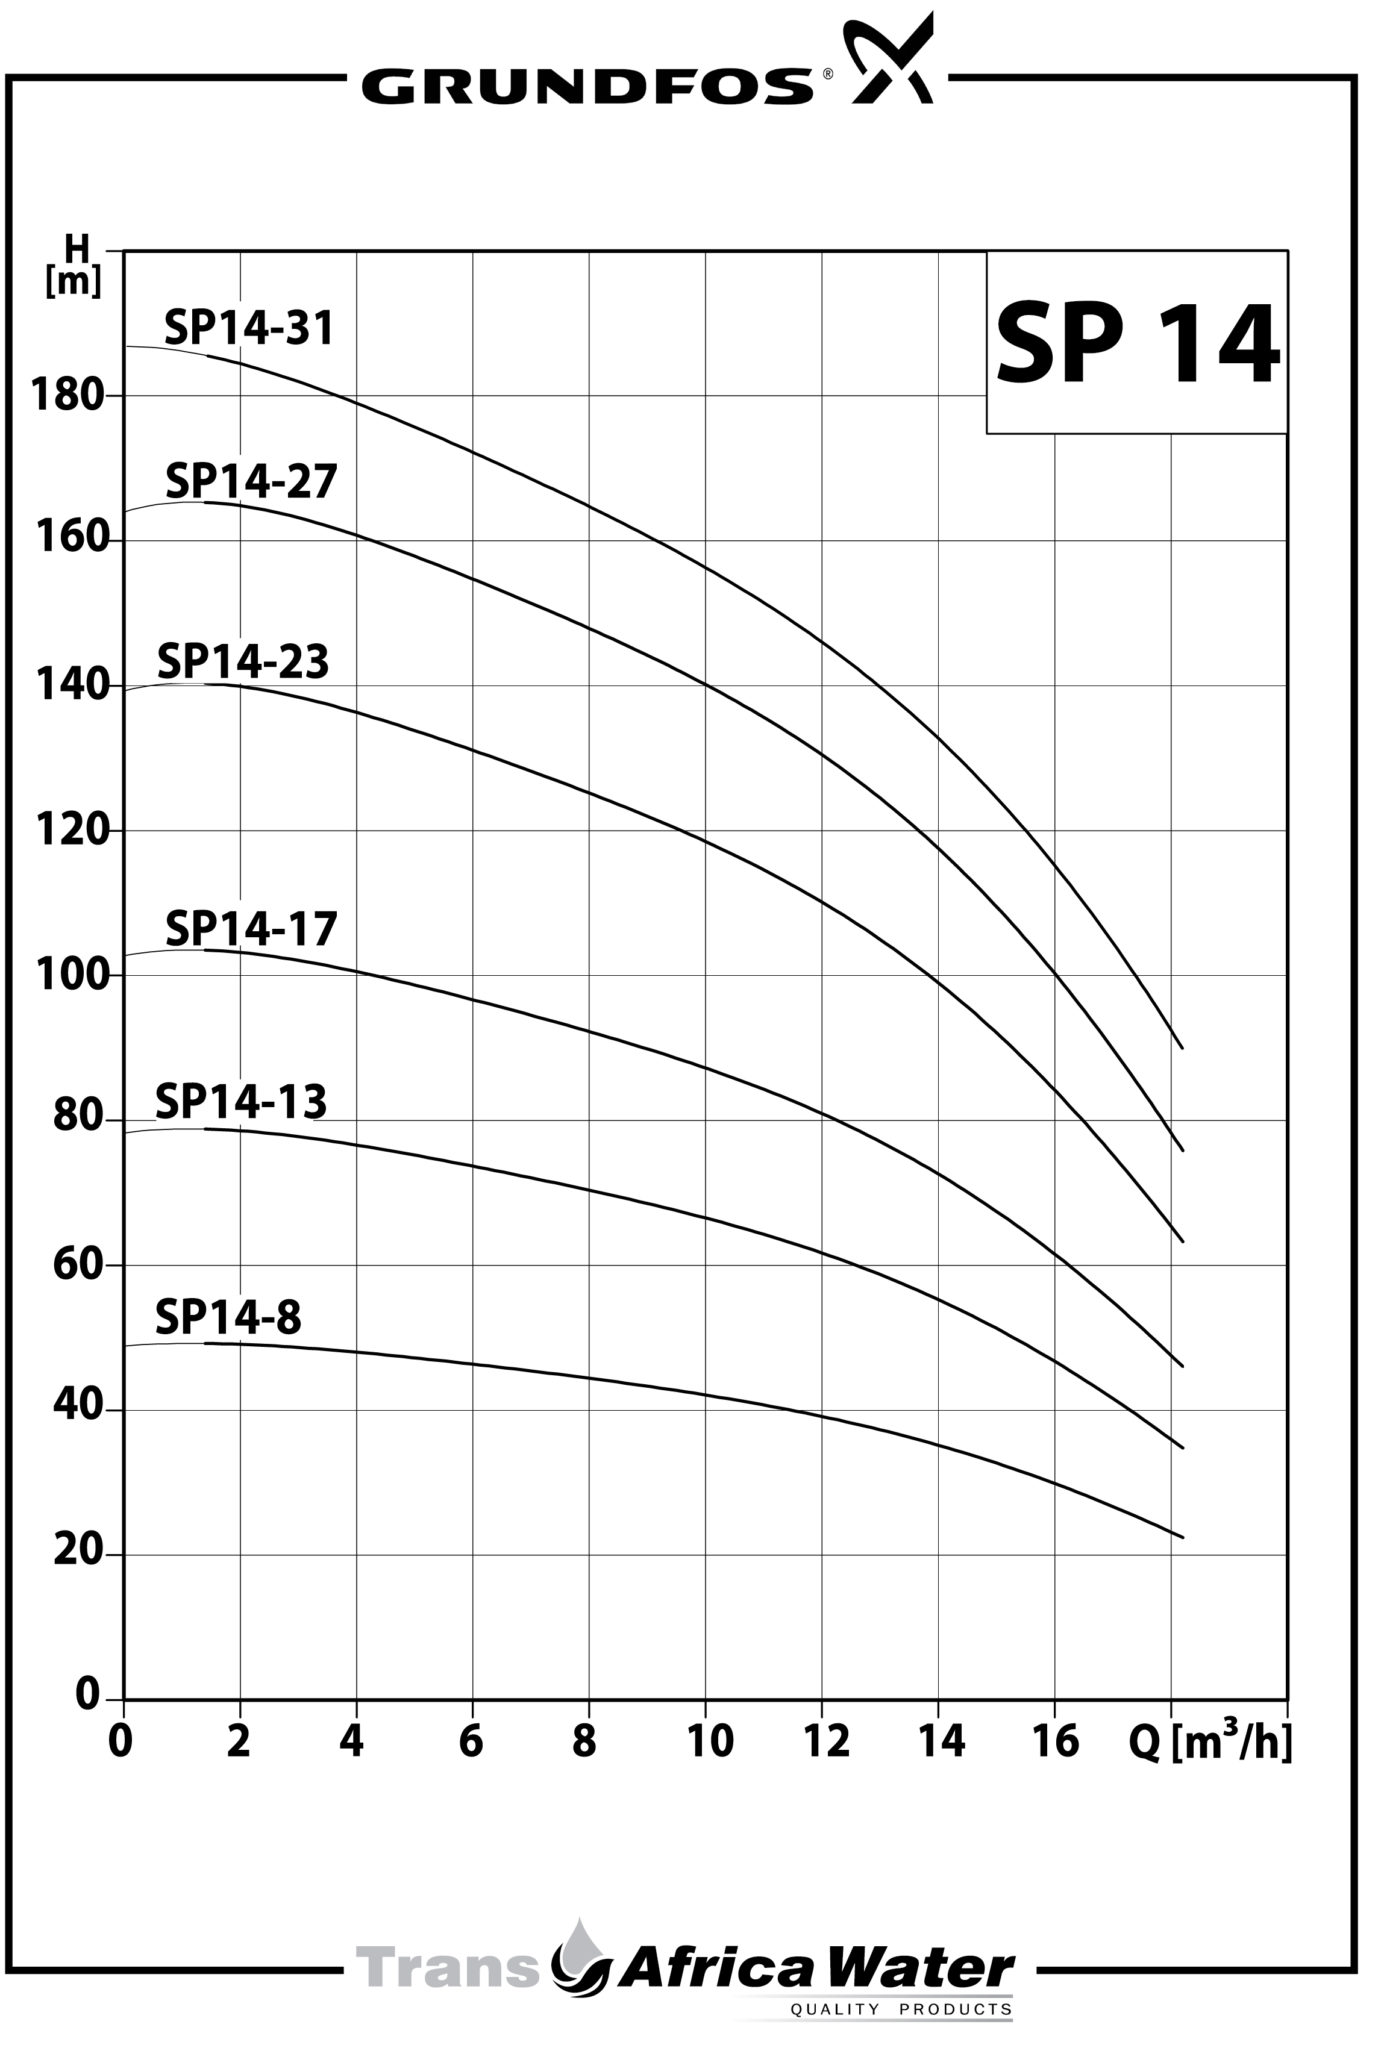 GRUNDFOS®
H
[m]
SP 14
SP14-31
180
SP14-27
160
SP14-23
140
120
SP14-17
100
SP14-13
80
SP14-8
60
40
20
0
0 2 4 6 8 10 12 14 16 Q [m³/h]
Trans Africa Water
QUALITY PRODUCTS